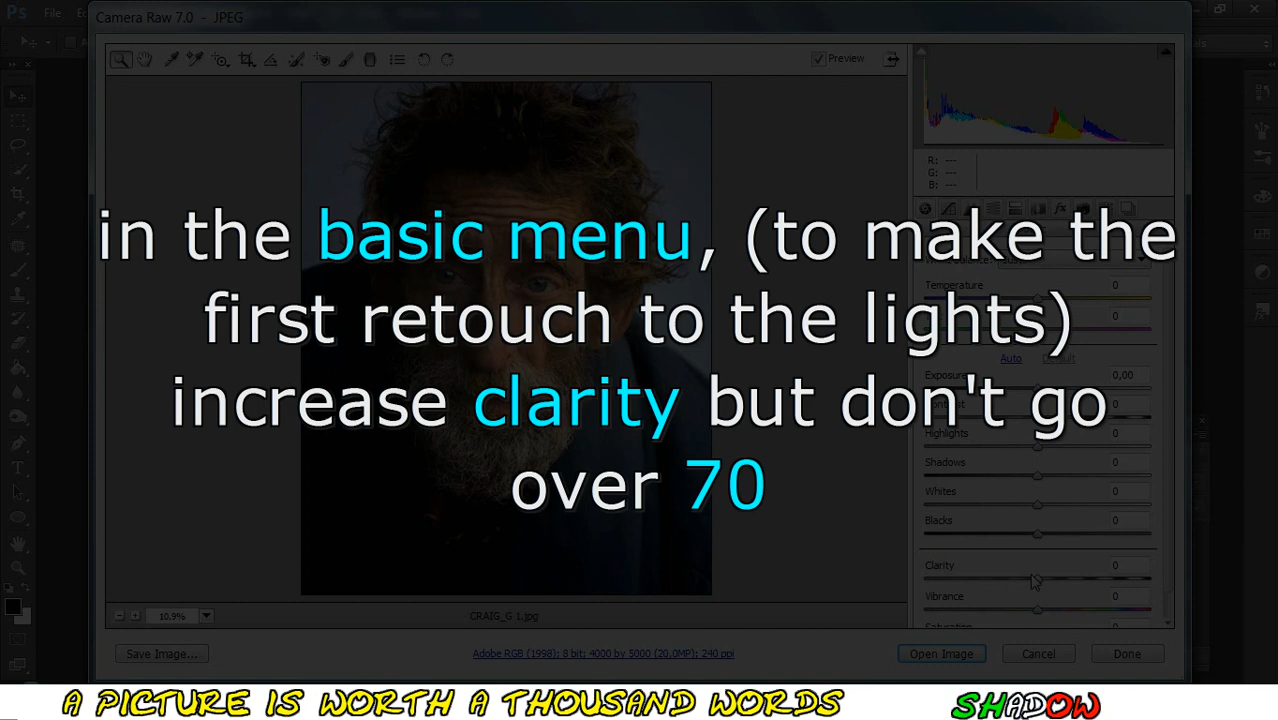 Ps File
Camera Raw 7.0 - JPEG
Preview
R: ---
G: ---
B: ---
in the basic menu, (to make the
first retouch to the lights)
increase clarity but don't go
over 70
Temperature 0
0
Auto Default
Exposure 0,00
0
Highlights 0
Shadows 0
Whites 0
Blacks 0
Clarity 0
Vibrance 0
Saturation 0
10.9%
CRAIG_G 1.jpg
Save Image...
Adobe RGB (1998); 8 bit; 4000 by 5000 (20,0MP); 240 ppi
Open Image
Cancel
Done
A PICTURE IS WORTH A THOUSAND WORDS
SHADOW